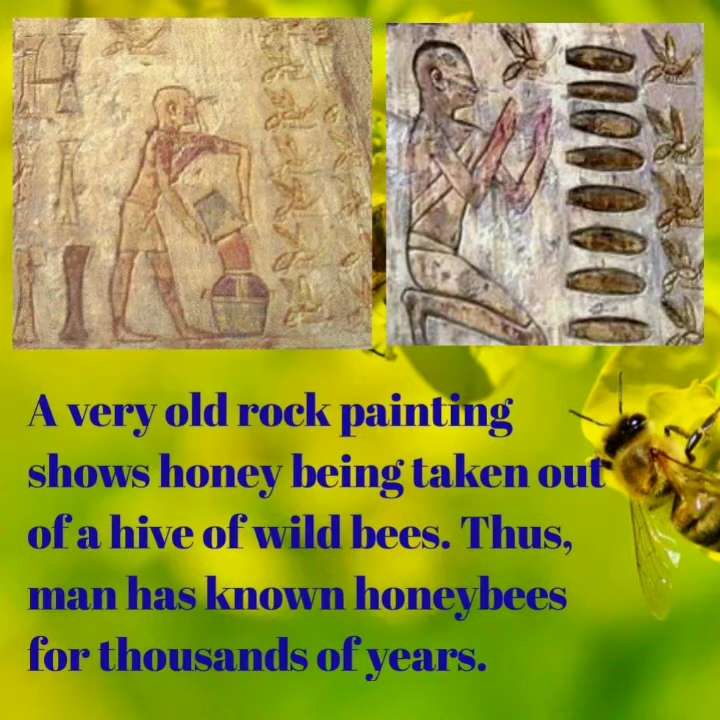 A very old rock painting
shows honey being taken out
of a hive of wild bees. Thus,
man has known honeybees
for thousands of years.